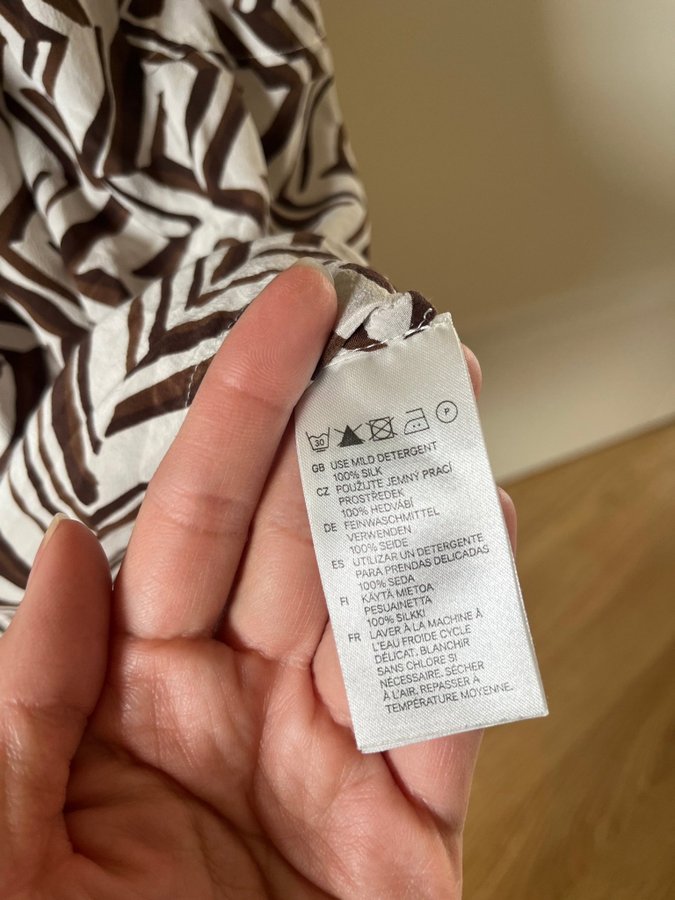 30 P
GB USE MILD DETERGENT
100% SILK
CZ POUŽIJTE JEMNÝ PRACÍ
PROSTŘEDEK
100% HEDVÁBÍ
DE FEINWASCHMITTEL
VERWENDEN
100% SEIDE
ES UTILIZAR UN DETERGENTE
PARA PRENDAS DELICADAS
100% SEDA
FI KÄYTÄ MIETOA
PESUAINETTA
100% SILKKI
FR LAVER À LA MACHINE À
L'EAU FROIDE CYCLE
DÉLICAT. BLANCHIR
SANS CHLORE SI
NÉCESSAIRE. SÉCHER
À L'AIR. REPASSER À
TEMPÉRATURE MOYENNE.